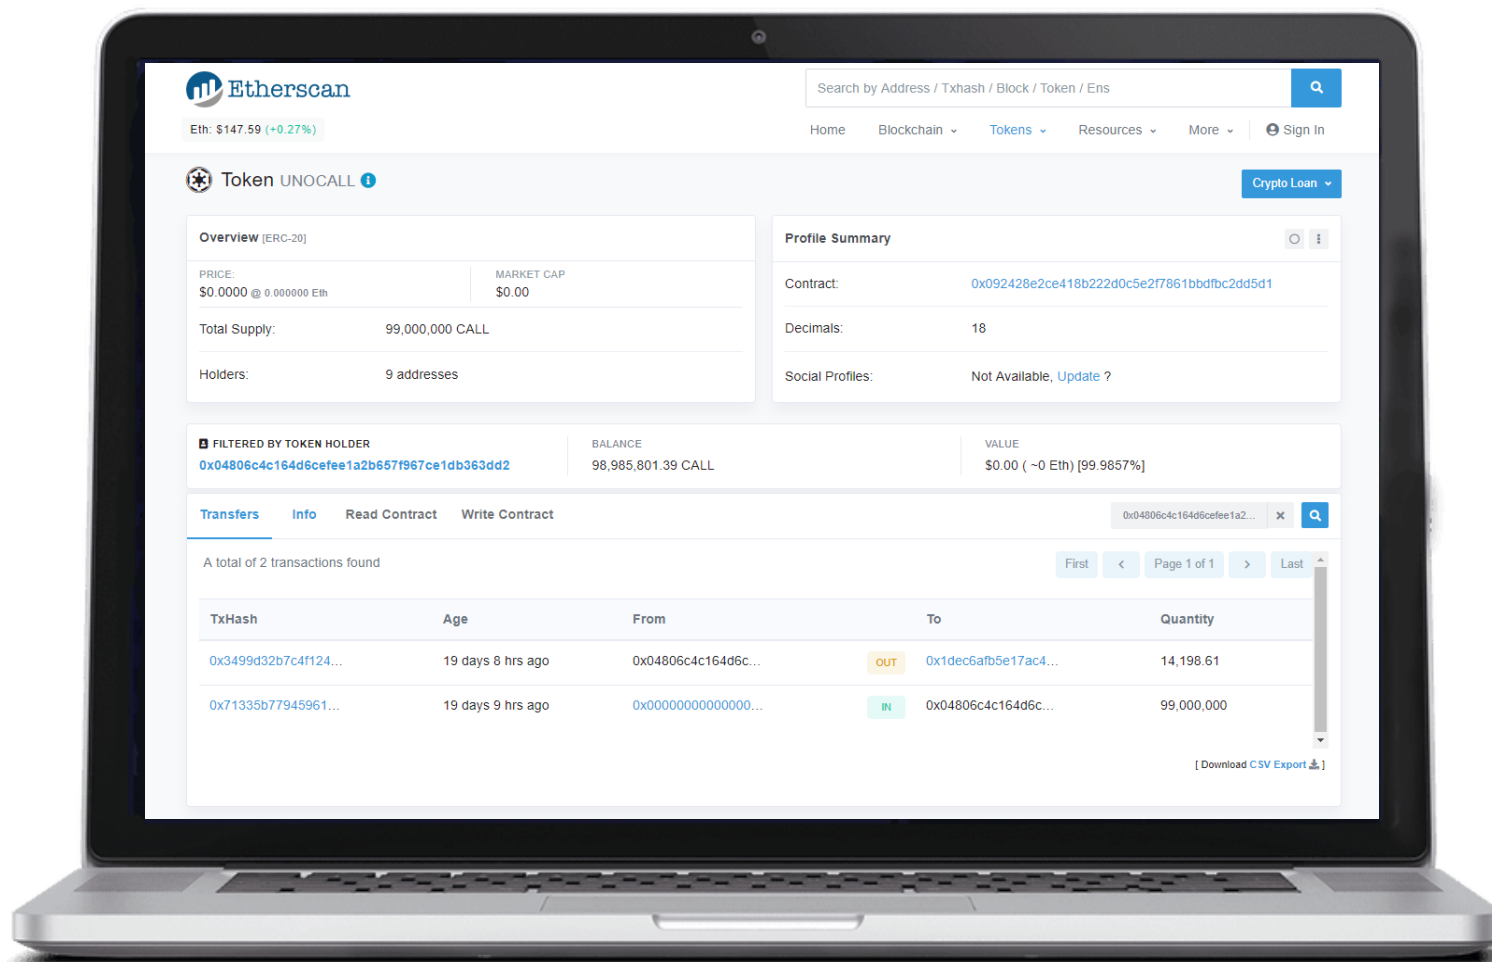 Etherscan
Search by Address / Txhash / Block / Token / Ens
Eth: $147.59 (+0.27%)
Home Blockchain Tokens Resources More Sign In
Token UNOCALL
Crypto Loan
Overview [ERC-20]
PRICE:
$0.0000 @ 0.000000 Eth
MARKET CAP
$0.00
Total Supply: 99,000,000 CALL
Holders: 9 addresses
Profile Summary
Contract: 0x092428e2ce418b222d0c5e2f7861bbdfbc2dd5d1
Decimals: 18
Social Profiles: Not Available, Update ?
FILTERED BY TOKEN HOLDER
0x04806c4c164d6cefee1a2b657f967ce1db363dd2
BALANCE
98,985,801.39 CALL
VALUE
$0.00 ( ~0 Eth) [99.9857%]
Transfers Info Read Contract Write Contract
0x04806c4c164d6cefee1a2...
A total of 2 transactions found
First Page 1 of 1 Last
TxHash Age From To Quantity
0x3499d32b7c4f124... 19 days 8 hrs ago 0x04806c4c164d6c... OUT 0x1dec6afb5e17ac4... 14,198.61
0x71335b77945961... 19 days 9 hrs ago 0x00000000000000... IN 0x04806c4c164d6c... 99,000,000
[ Download CSV Export ]